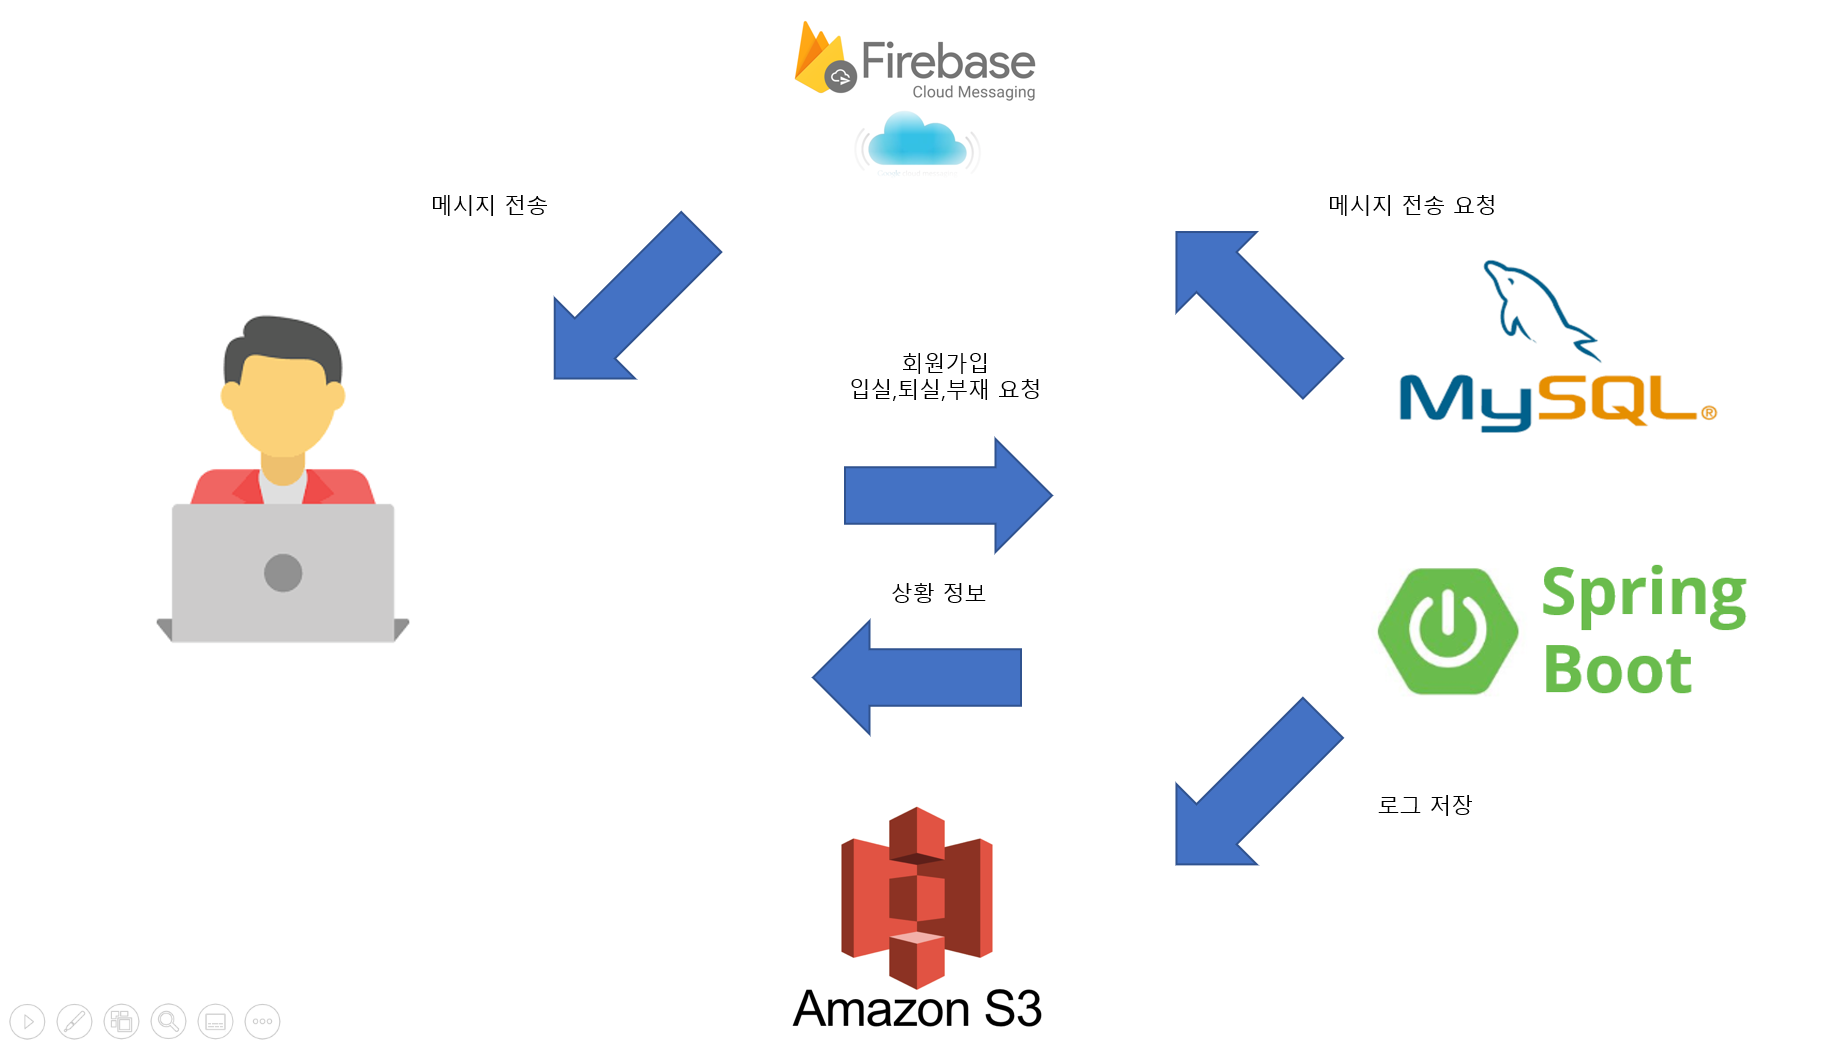 Firebase
Cloud Messaging
메시지 전송
메시지 전송 요청
회원가입
입실,퇴실,부재 요청
MySQL®
상황 정보
Spring
Boot
로그 저장
Amazon S3